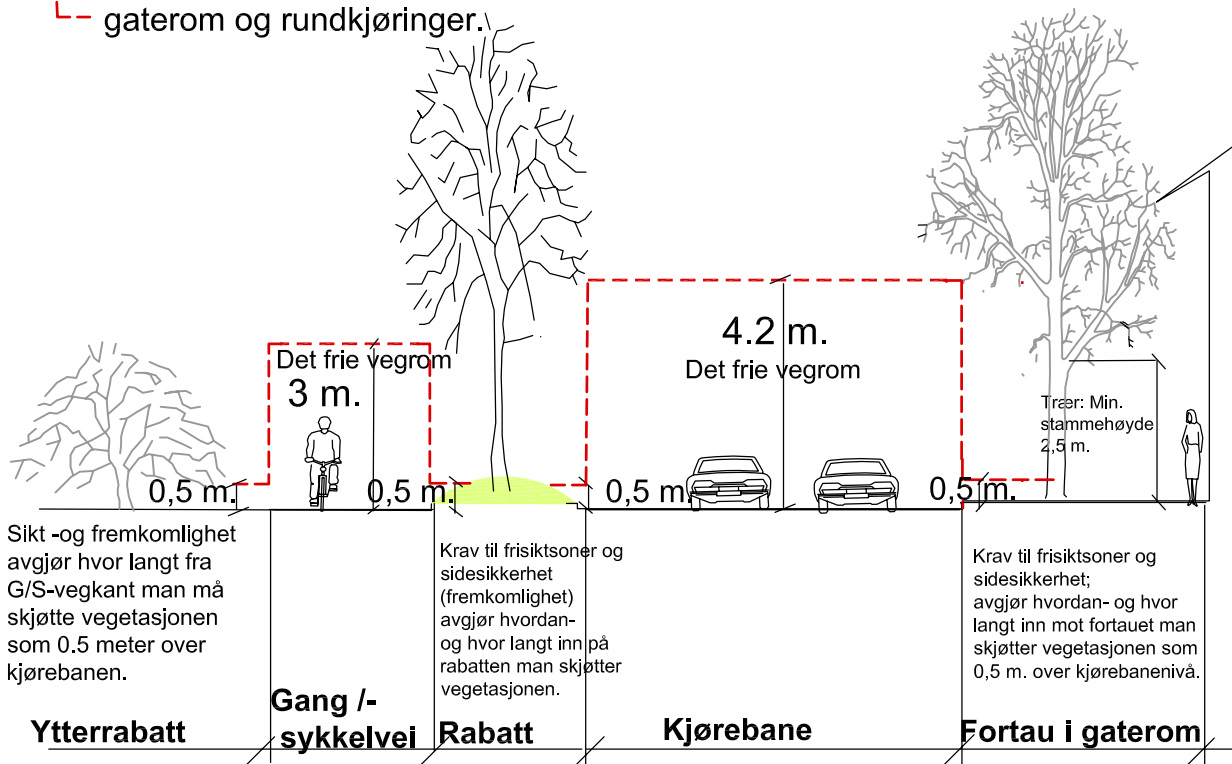 gaterom og rundkjøringer.
Det frie vegrom
3 m.
4.2 m.
Det frie vegrom
Trær: Min.
stammehøyde
2,5 m.
0,5 m.
0,5 m.
0,5 m.
0,5 m.
Sikt -og fremkomlighet
avgjør hvor langt fra
G/S-vegkant man må
skjøtte vegetasjonen
som 0.5 meter over
kjørebanen.
Krav til frisiktsoner og
sidesikkerhet
(fremkomlighet)
avgjør hvordan-
og hvor langt inn på
rabatten man skjøtter
vegetasjonen.
Krav til frisiktsoner og
sidesikkerhet;
avgjør hvordan- og hvor
langt inn mot fortauet man
skjøtter vegetasjonen som
0,5 m. over kjørebanenivå.
Ytterrabatt
Gang /-
sykkelvei
Rabatt
Kjørebane
Fortau i gaterom